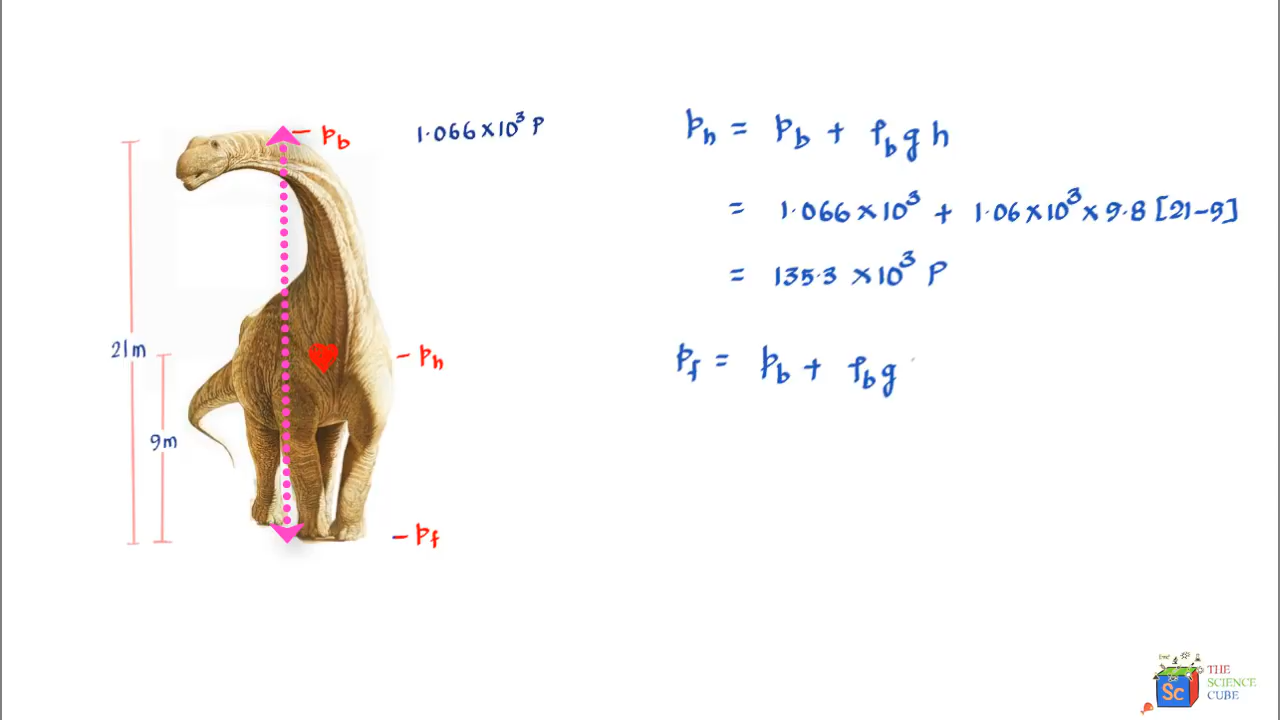 P_b
1.066×10³ P
P_h = P_b + ρ_b g h
= 1.066×10³ + 1.06×10³×9.8 [21-9]
= 135.3 ×10³ P
21m
P_h
P_f = P_b + ρ_b g
9m
P_f
Sc
THE
SCIENCE
CUBE